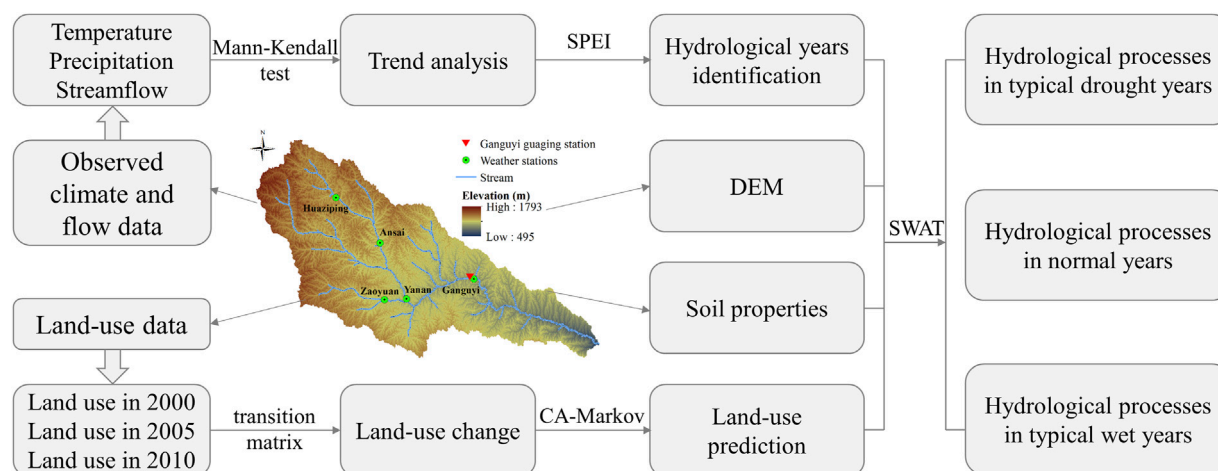 Temperature
Precipitation
Streamflow
Mann-Kendall
test
Trend analysis
SPEI
Hydrological years
identification
Hydrological processes
in typical drought years
Observed
climate and
flow data
N
Ganguyi guaging station
Weather stations
Stream
Elevation (m)
High : 1793
Low : 495
Huaziping
Ansai
Zaoyuan
Yanan
Ganguyi
DEM
SWAT
Hydrological processes
in normal years
Soil properties
Land-use data
Land use in 2000
Land use in 2005
Land use in 2010
transition
matrix
Land-use change
CA-Markov
Land-use
prediction
Hydrological processes
in typical wet years